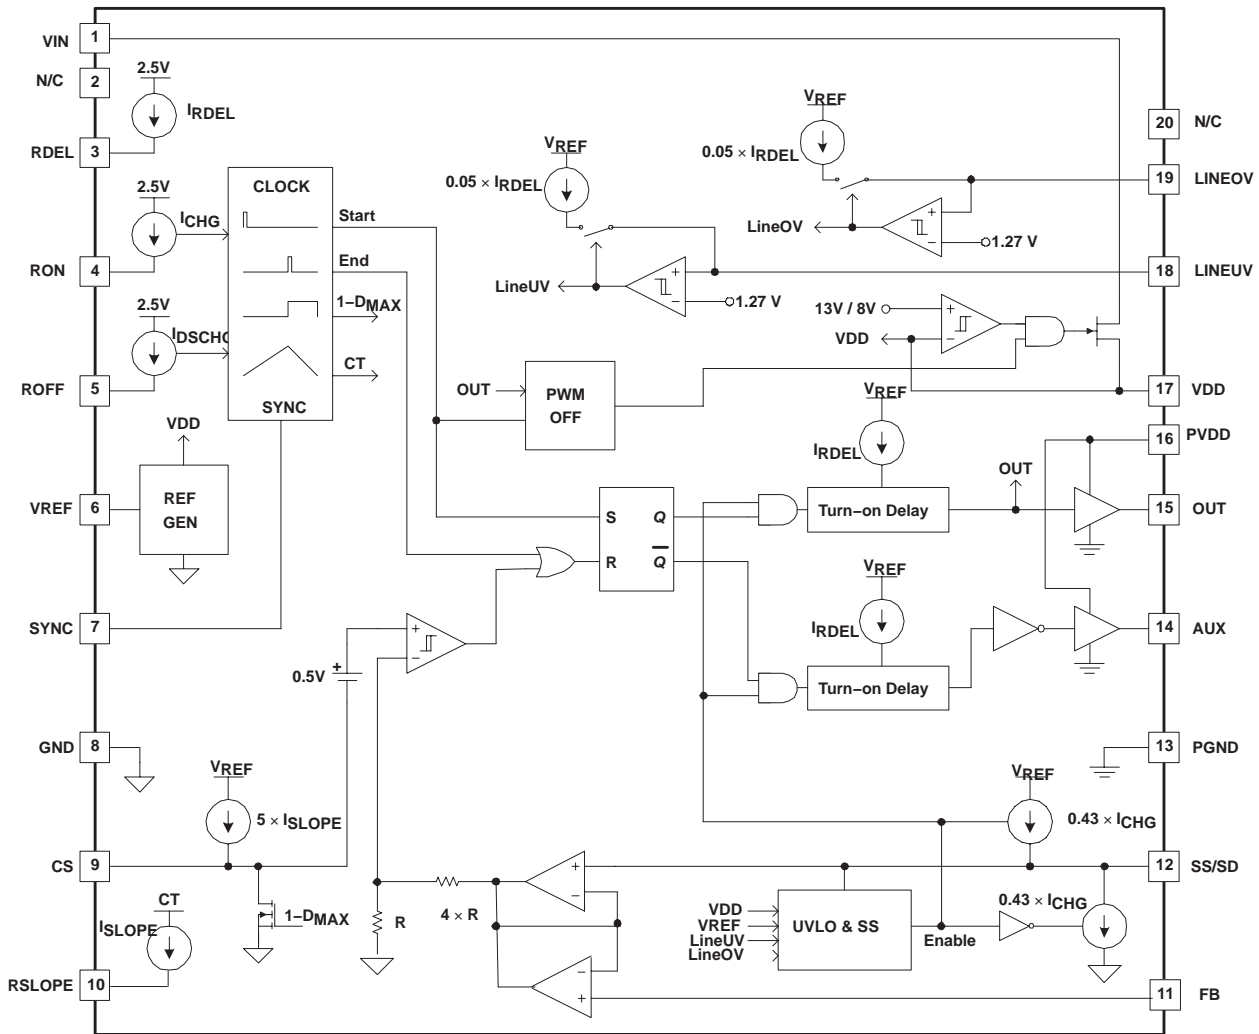 VIN 1
N/C 2
2.5V
IRDEL
RDEL 3
2.5V
ICHG
RON 4
2.5V
IDSCHG
ROFF 5
CLOCK
Start
End
1–DMAX
CT
SYNC
VDD
VREF 6
REF
GEN
SYNC 7
GND 8
VREF
5 × ISLOPE
CS 9
CT
ISLOPE
RSLOPE 10
1–DMAX
0.5V
+
+
–
R
4 × R
VREF
0.05 × IRDEL
LineUV
+
–
1.27 V
VREF
0.05 × IRDEL
LineOV
+
–
1.27 V
20 N/C
19 LINEOV
18 LINEUV
13V / 8V
+
–
VDD
17 VDD
OUT
PWM
OFF
VREF
IRDEL
16 PVDD
OUT
S Q
R Q
Turn–on Delay
15 OUT
VREF
IRDEL
Turn–on Delay
14 AUX
13 PGND
VREF
0.43 × ICHG
12 SS/SD
+
–
–
+
VDD
VREF
LineUV
LineOV
UVLO & SS
Enable
0.43 × ICHG
11 FB